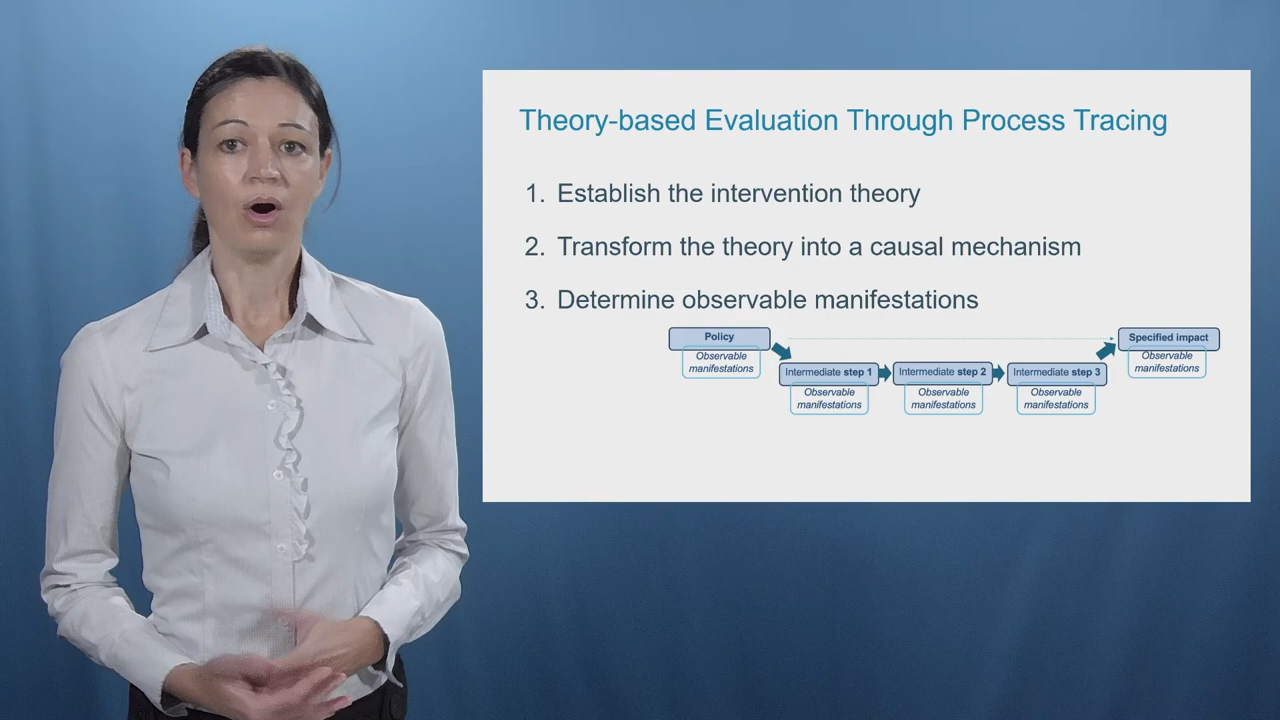 Theory-based Evaluation Through Process Tracing
1. Establish the intervention theory
2. Transform the theory into a causal mechanism
3. Determine observable manifestations
Policy
Observable
manifestations
Intermediate step 1
Observable
manifestations
Intermediate step 2
Observable
manifestations
Intermediate step 3
Observable
manifestations
Specified impact
Observable
manifestations